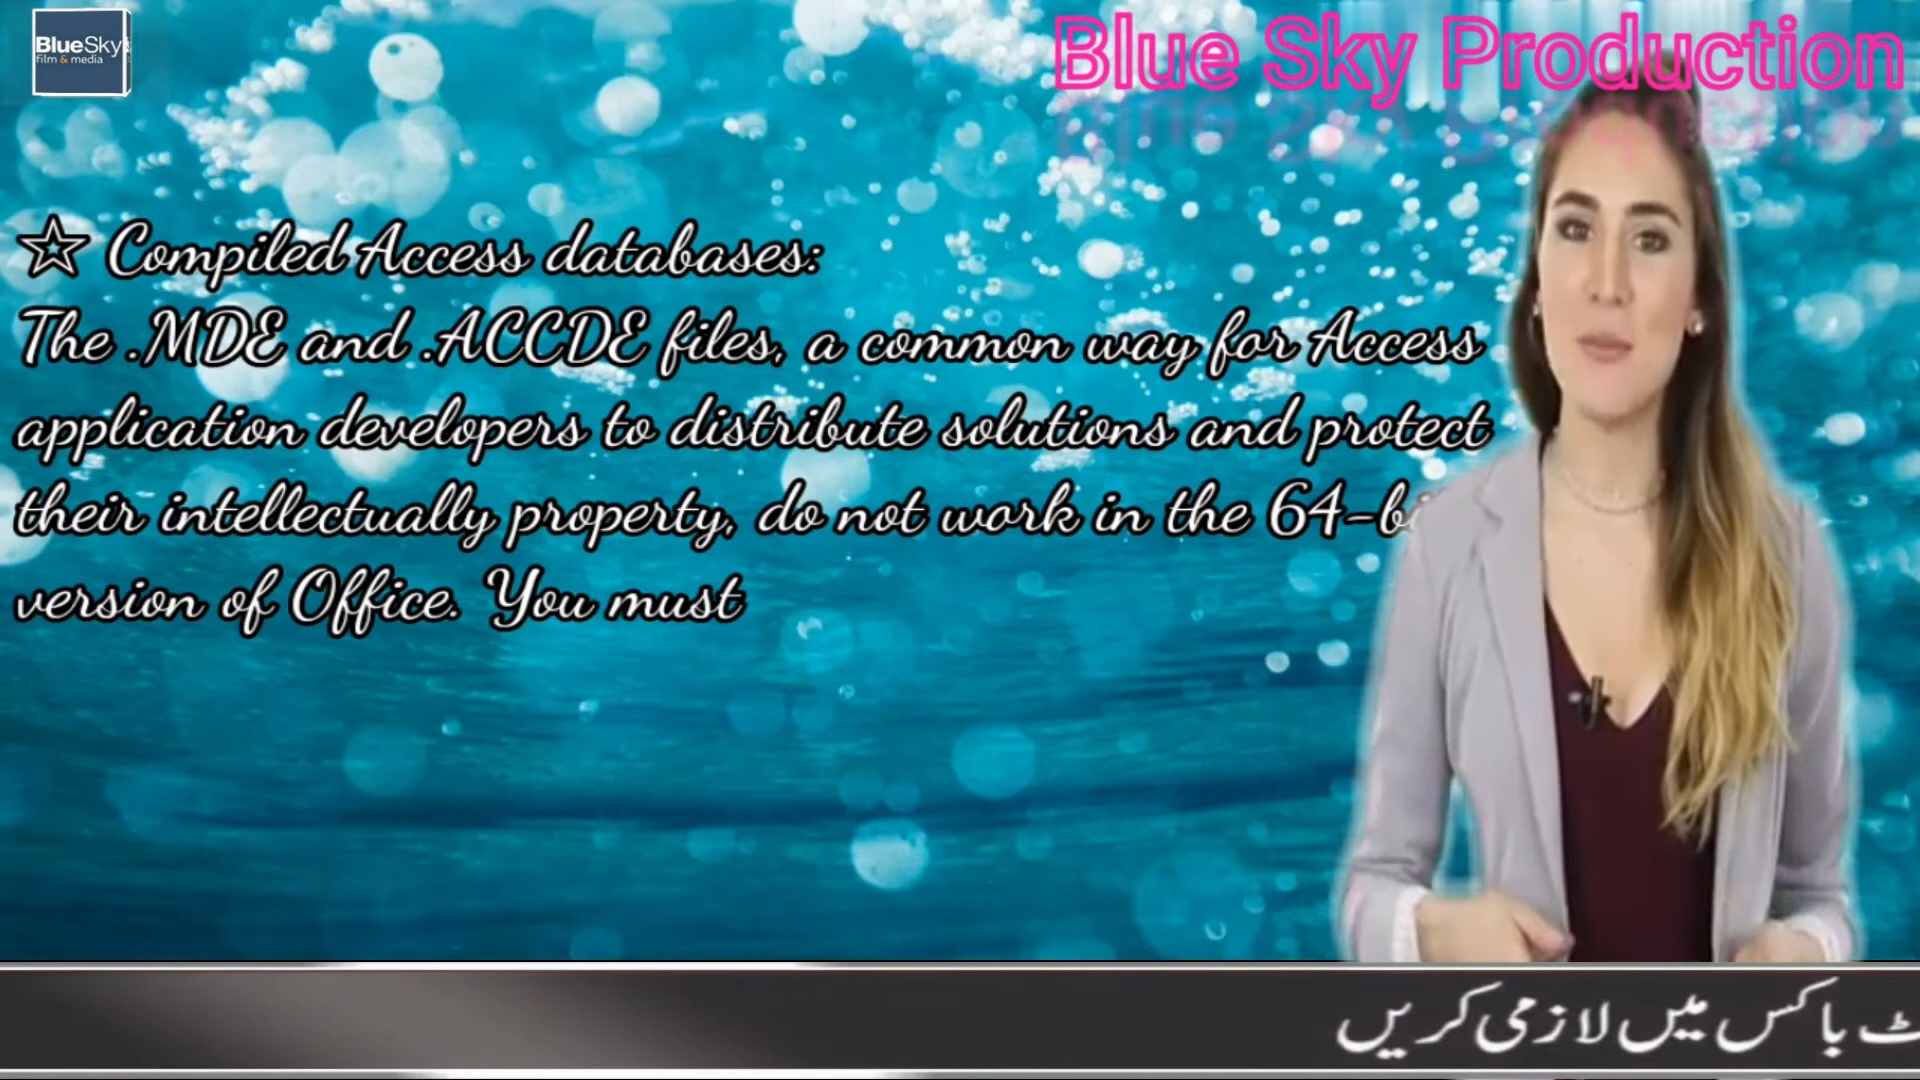 BlueSky
film & media
Blue Sky Production
☆ Compiled Access databases:
The .MDE and .ACCDE files, a common way for Access
application developers to distribute solutions and protect
their intellectually property, do not work in the 64-bi
version of Office. You must
باکس میں لازمی کریں